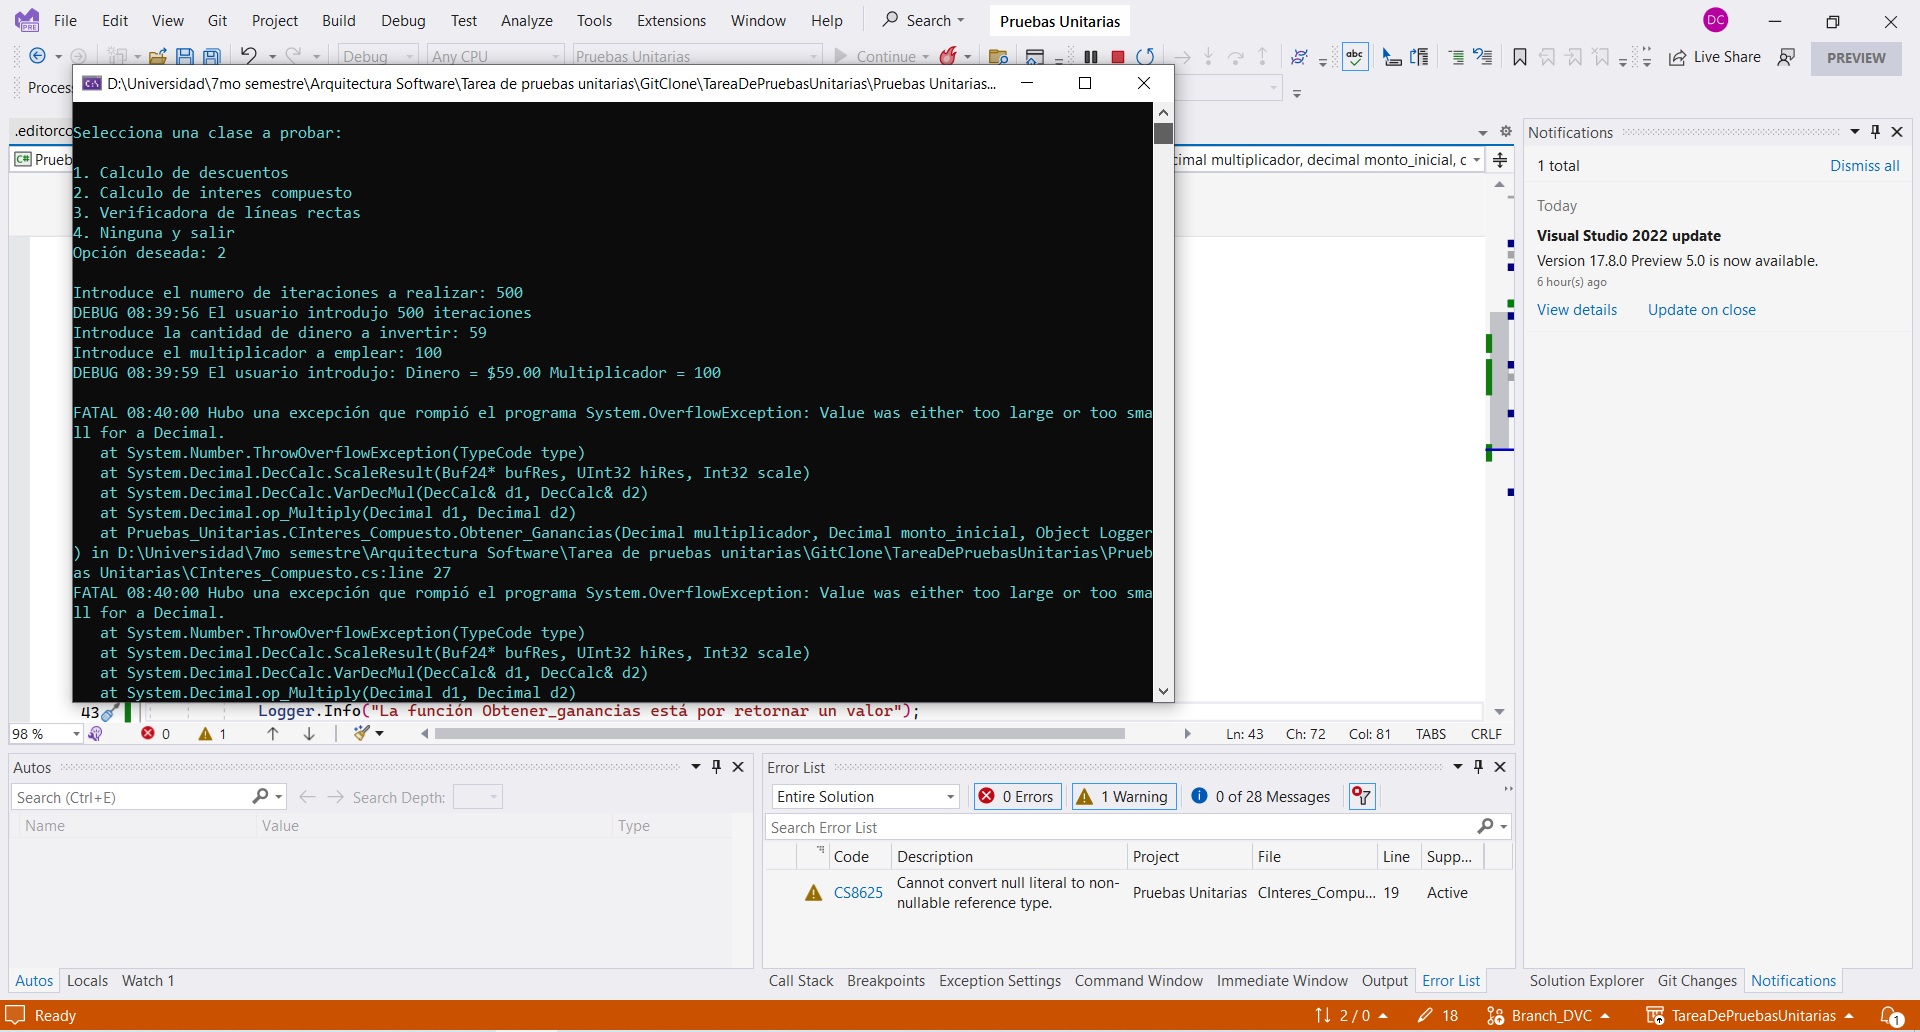 File Edit View Git Project Build Debug Test Analyze Tools Extensions Window Help Search Pruebas Unitarias DC
Debug Any CPU Pruebas Unitarias Continue Live Share PREVIEW
Proces
D:\Universidad\7mo semestre\Arquitectura Software\Tarea de pruebas unitarias\GitClone\TareaDePruebasUnitarias\Pruebas Unitarias...
.editorco
Prueb
cimal multiplicador, decimal monto_inicial, c
Selecciona una clase a probar:
1. Calculo de descuentos
2. Calculo de interes compuesto
3. Verificadora de líneas rectas
4. Ninguna y salir
Opción deseada: 2
Introduce el numero de iteraciones a realizar: 500
DEBUG 08:39:56 El usuario introdujo 500 iteraciones
Introduce la cantidad de dinero a invertir: 59
Introduce el multiplicador a emplear: 100
DEBUG 08:39:59 El usuario introdujo: Dinero = $59.00 Multiplicador = 100
FATAL 08:40:00 Hubo una excepción que rompió el programa System.OverflowException: Value was either too large or too sma
ll for a Decimal.
at System.Number.ThrowOverflowException(TypeCode type)
at System.Decimal.DecCalc.ScaleResult(Buf24* bufRes, UInt32 hiRes, Int32 scale)
at System.Decimal.DecCalc.VarDecMul(DecCalc& d1, DecCalc& d2)
at System.Decimal.op_Multiply(Decimal d1, Decimal d2)
at Pruebas_Unitarias.CInteres_Compuesto.Obtener_Ganancias(Decimal multiplicador, Decimal monto_inicial, Object Logger
) in D:\Universidad\7mo semestre\Arquitectura Software\Tarea de pruebas unitarias\GitClone\TareaDePruebasUnitarias\Prueb
as Unitarias\CInteres_Compuesto.cs:line 27
FATAL 08:40:00 Hubo una excepción que rompió el programa System.OverflowException: Value was either too large or too sma
ll for a Decimal.
at System.Number.ThrowOverflowException(TypeCode type)
at System.Decimal.DecCalc.ScaleResult(Buf24* bufRes, UInt32 hiRes, Int32 scale)
at System.Decimal.DecCalc.VarDecMul(DecCalc& d1, DecCalc& d2)
at System.Decimal.op_Multiply(Decimal d1, Decimal d2)
43 Logger.Info("La función Obtener_ganancias está por retornar un valor");
98 % 0 1 Ln: 43 Ch: 72 Col: 81 TABS CRLF
Notifications
1 total Dismiss all
Today
Visual Studio 2022 update
Version 17.8.0 Preview 5.0 is now available.
6 hour(s) ago
View details Update on close
Autos
Search (Ctrl+E) Search Depth:
Name Value Type
Autos Locals Watch 1
Error List
Entire Solution 0 Errors 1 Warning 0 of 28 Messages
Search Error List
Code Description Project File Line Supp...
CS8625 Cannot convert null literal to non-nullable reference type. Pruebas Unitarias CInteres_Compu... 19 Active
Call Stack Breakpoints Exception Settings Command Window Immediate Window Output Error List
Solution Explorer Git Changes Notifications
Ready 2 / 0 18 Branch_DVC TareaDePruebasUnitarias 1